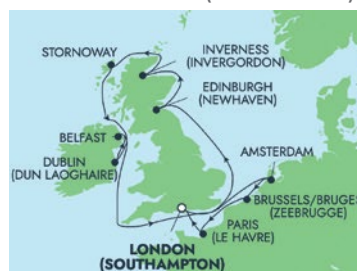 STORNOWAY
INVERNESS
(INVERGORDON)
EDINBURGH
(NEWHAVEN)
BELFAST
DUBLIN
(DUN LAOGHAIRE)
AMSTERDAM
BRUSSELS/BRUGES
(ZEEBRUGGE)
PARIS
(LE HAVRE)
LONDON
(SOUTHAMPTON)